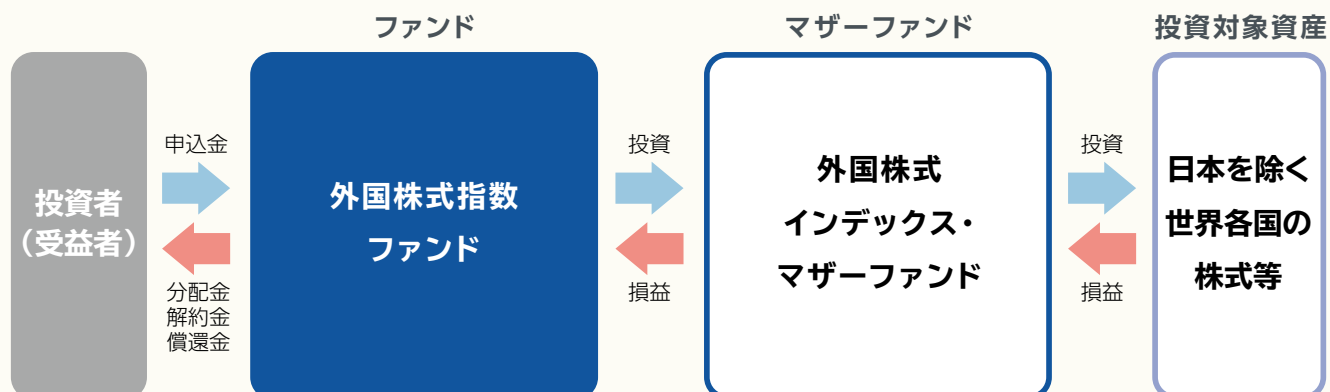 ファンド
マザーファンド
投資対象資産
投資者
（受益者）
申込金
分配金
解約金
償還金
外国株式指数
ファンド
投資
損益
外国株式
インデックス・
マザーファンド
投資
損益
日本を除く
世界各国の
株式等